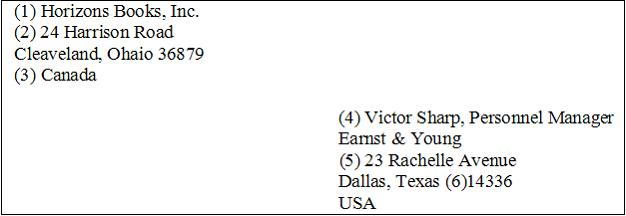 (1) Horizons Books, Inc.
(2) 24 Harrison Road
Cleaveland, Ohaio 36879
(3) Canada
(4) Victor Sharp, Personnel Manager
Earnst & Young
(5) 23 Rachelle Avenue
Dallas, Texas (6)14336
USA